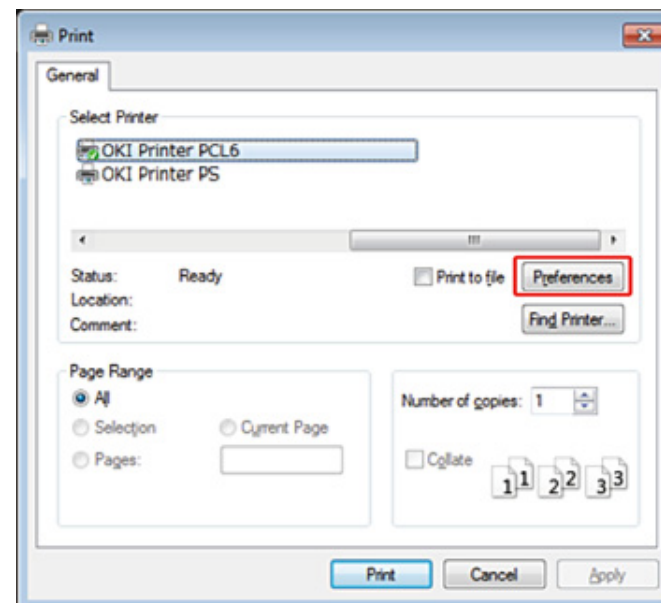 Print
General
Select Printer
OKI Printer PCL6
OKI Printer PS
Status: Ready
Print to file
Preferences
Location:
Comment:
Find Printer...
Page Range
All
Selection
Current Page
Pages:
Number of copies: 1
Collate
1 1 2 2 3 3
Print
Cancel
Apply